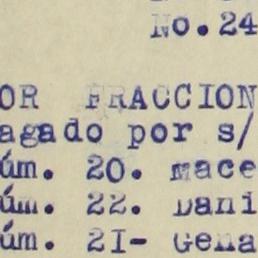 No.24
OR FRACCION
agado por s/
úm. 20. mace
úm. 22. Dani
úm. 21- Gena